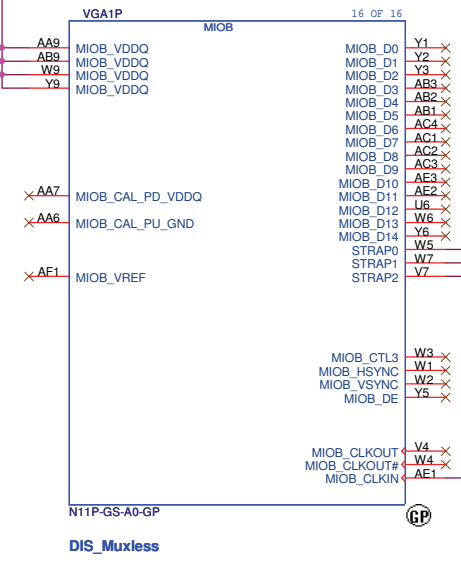 VGA1P 16 OF 16
MIOB
AA9 MIOB_VDDQ MIOB_D0 Y1
AB9 MIOB_VDDQ MIOB_D1 Y2
W9 MIOB_VDDQ MIOB_D2 Y3
Y9 MIOB_VDDQ MIOB_D3 AB3
MIOB_D4 AB2
MIOB_D5 AB1
MIOB_D6 AC4
MIOB_D7 AC1
MIOB_D8 AC2
MIOB_D9 AC3
MIOB_D10 AE3
AA7 MIOB_CAL_PD_VDDQ MIOB_D11 AE2
MIOB_D12 U6
AA6 MIOB_CAL_PU_GND MIOB_D13 W6
MIOB_D14 Y6
STRAP0 W5
STRAP1 W7
AF1 MIOB_VREF STRAP2 V7
MIOB_CTL3 W3
MIOB_HSYNC W1
MIOB_VSYNC W2
MIOB_DE Y5
MIOB_CLKOUT V4
MIOB_CLKOUT# W4
MIOB_CLKIN AE1
N11P-GS-A0-GP GP
DIS_Muxless